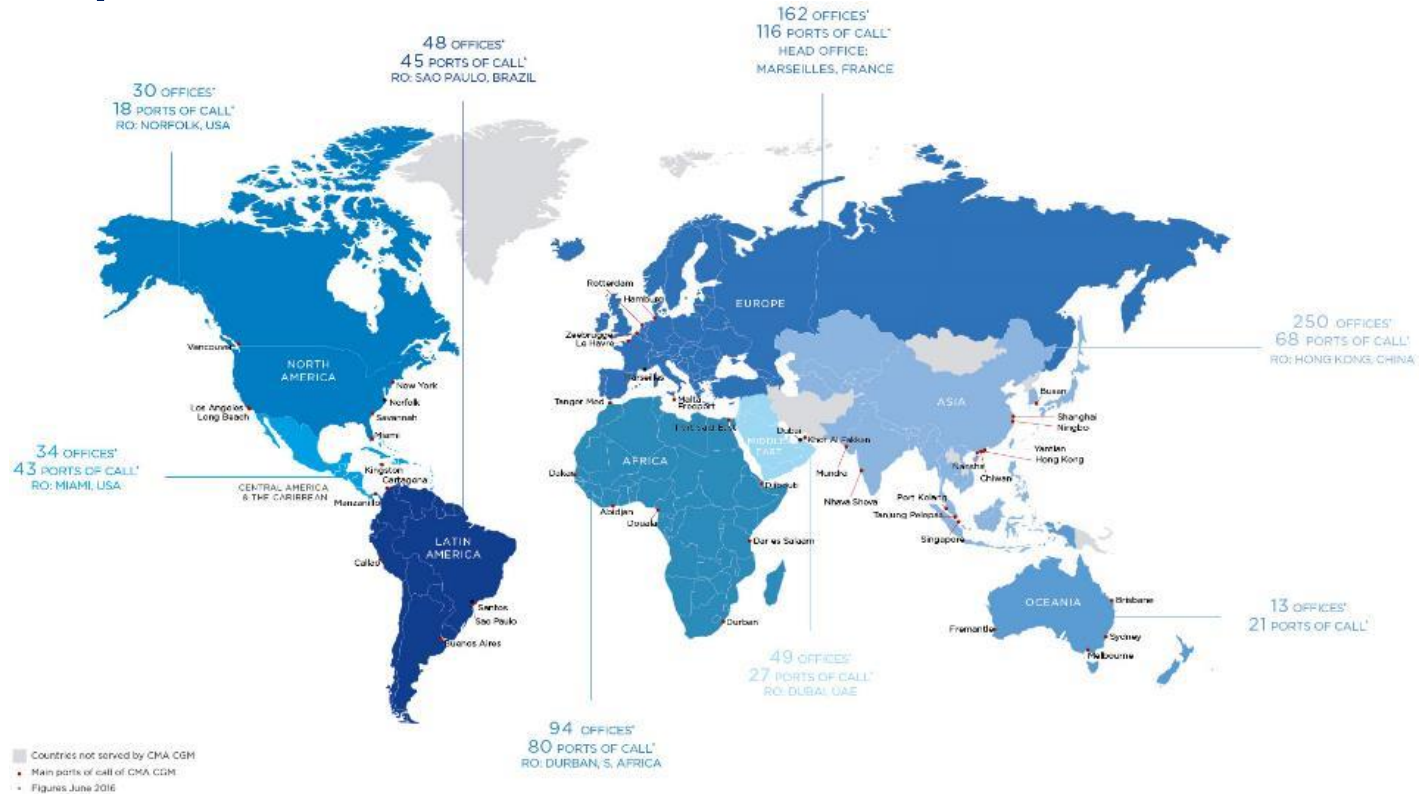 162 OFFICES*
116 PORTS OF CALL*
HEAD OFFICE:
MARSEILLES, FRANCE
48 OFFICES*
45 PORTS OF CALL*
RO: SAO PAULO, BRAZIL
30 OFFICES*
18 PORTS OF CALL*
RO: NORFOLK, USA
Rotterdam
Hamburg
EUROPE
Zeebrugge
Le Havre
250 OFFICES*
68 PORTS OF CALL*
RO: HONG KONG, CHINA
Vancouver
NORTH
AMERICA
New York
Norfolk
Los Angeles
Long Beach
Savannah
Miami
Marseilles
Tanger Med
Malta
Freeport
Port Said East
ASIA
Busan
Shanghai
Ningbo
Dubai
Khor Al Fakkan
MIDDLE
EAST
Yantian
Hong Kong
Nansha
Chiwan
34 OFFICES*
43 PORTS OF CALL*
RO: MIAMI, USA
Kingston
Cartagena
CENTRAL AMERICA
& THE CARIBBEAN
Manzanillo
AFRICA
Dakar
Mundra
Nhava Sheva
Djibouti
Abidjan
Douala
Port Kelang
Tanjung Pelepas
Singapore
LATIN
AMERICA
Callao
Dar es Salaam
Santos
Sao Paulo
Buenos Aires
Durban
OCEANIA
Brisbane
Fremantle
Sydney
Melbourne
13 OFFICES*
21 PORTS OF CALL*
49 OFFICES*
27 PORTS OF CALL*
RO: DUBAI, UAE
94 OFFICES*
80 PORTS OF CALL*
RO: DURBAN, S. AFRICA
Countries not served by CMA CGM
Main ports of call of CMA CGM
* Figures June 2016